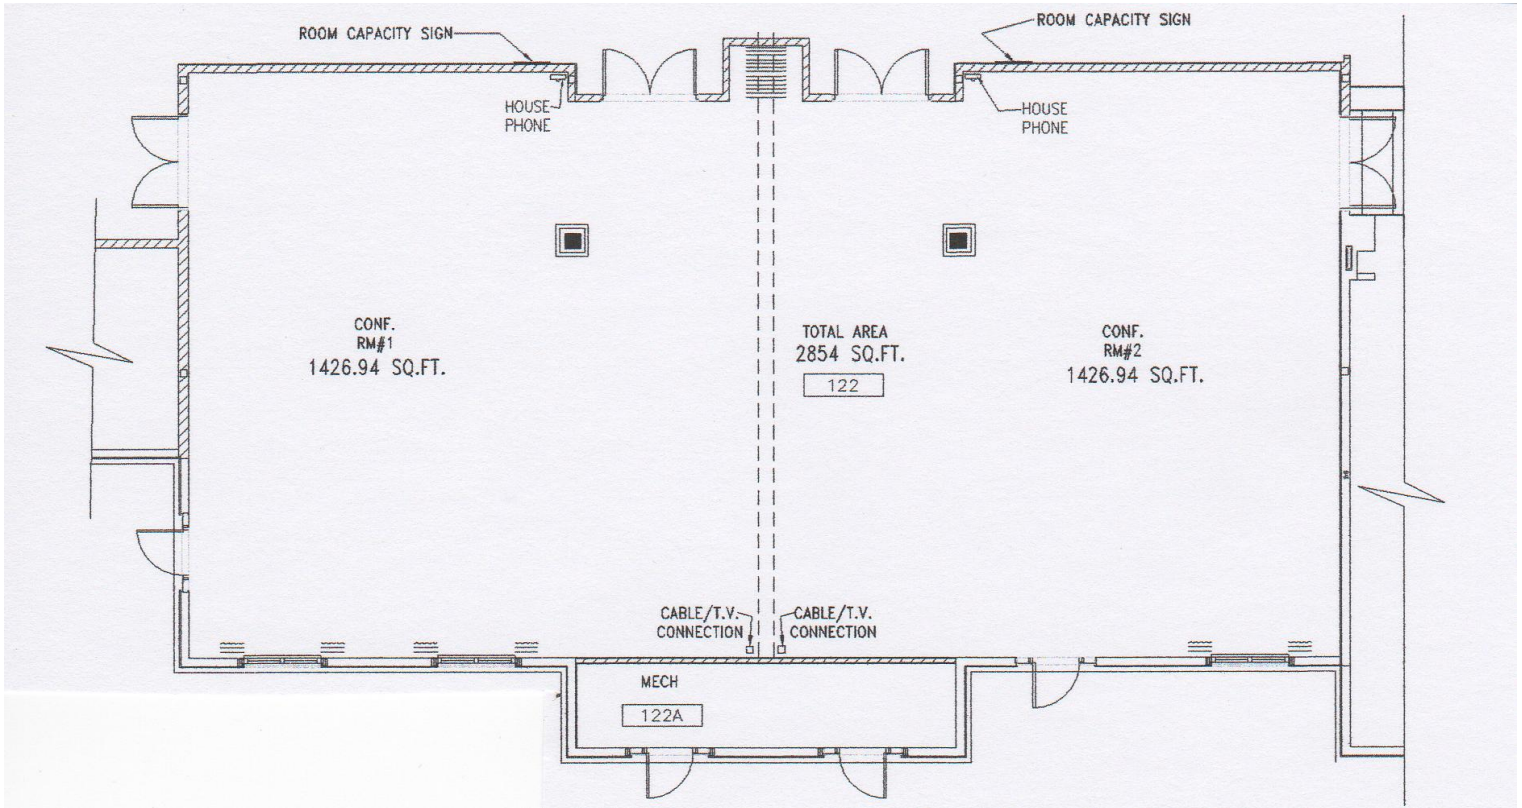 ROOM CAPACITY SIGN
ROOM CAPACITY SIGN
HOUSE
PHONE
HOUSE
PHONE
CONF.
RM#1
1426.94 SQ.FT.
TOTAL AREA
2854 SQ.FT.
122
CONF.
RM#2
1426.94 SQ.FT.
CABLE/T.V.
CONNECTION
CABLE/T.V.
CONNECTION
MECH
122A